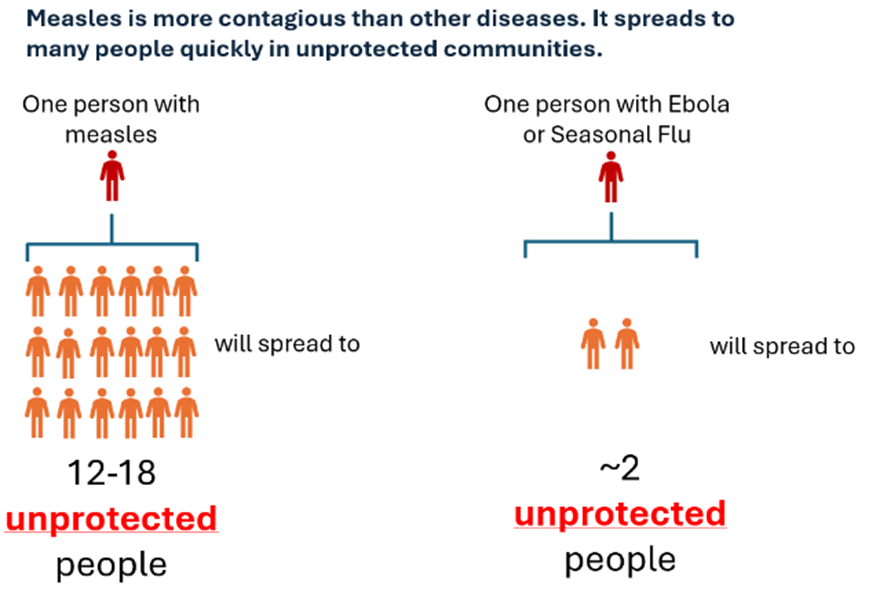 Measles is more contagious than other diseases. It spreads to
many people quickly in unprotected communities.
One person with
measles
will spread to
12-18
unprotected
people
One person with Ebola
or Seasonal Flu
will spread to
~2
unprotected
people